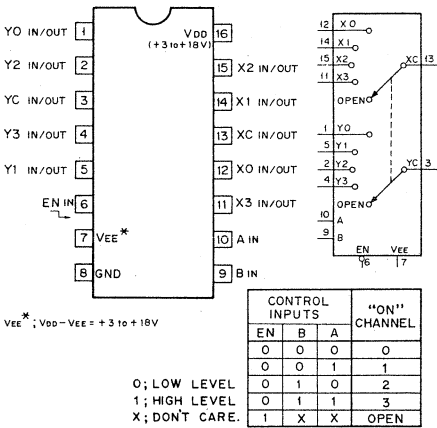 Y0 IN/OUT 1
Y2 IN/OUT 2
YC IN/OUT 3
Y3 IN/OUT 4
Y1 IN/OUT 5
EN IN 6
7 VEE*
8 GND
VDD 16
(+3 to +18V)
15 X2 IN/OUT
14 X1 IN/OUT
13 XC IN/OUT
12 X0 IN/OUT
11 X3 IN/OUT
10 A IN
9 B IN
12 X0
14 X1
15 X2
11 X3
XC 13
OPEN
1 Y0
5 Y1
2 Y2
4 Y3
YC 3
OPEN
10 A
9 B
EN VEE
6 7
VEE*; VDD-VEE = +3 to +18V
O; LOW LEVEL
1; HIGH LEVEL
X; DON'T CARE.
CONTROL INPUTS "ON" CHANNEL
EN B A
0 0 0 0
0 0 1 1
0 1 0 2
0 1 1 3
1 X X OPEN